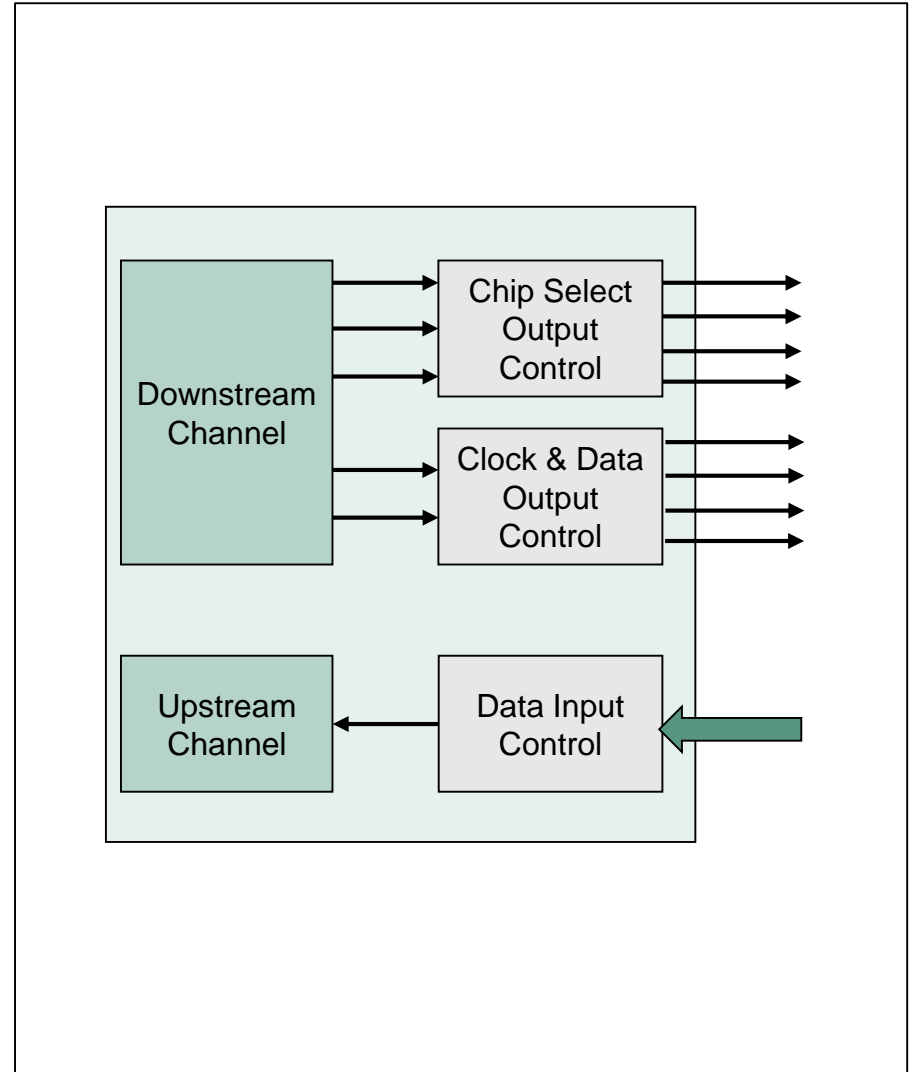 Downstream
Channel
Chip Select
Output
Control
Clock & Data
Output
Control
Upstream
Channel
Data Input
Control